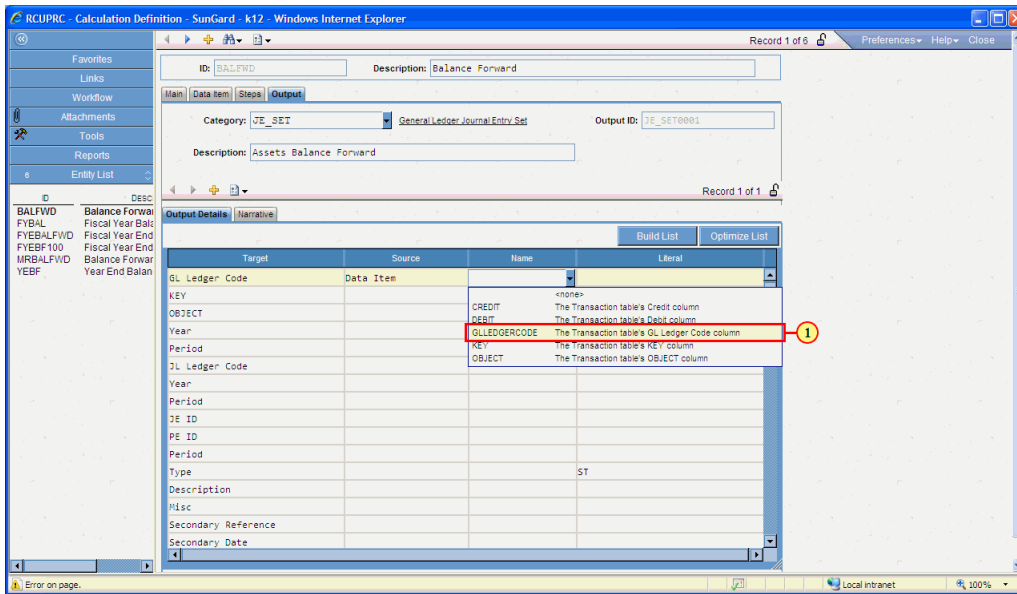 RCUPRC - Calculation Definition - SunGard - k12 - Windows Internet Explorer
Record 1 of 6 Preferences Help Close
Favorites
Links
Workflow
Attachments
Tools
Reports
6 Entity List
ID DESC
BALFWD Balance Forwar
FYBAL Fiscal Year Bala
FYEBALFWD Fiscal Year End
FYEBF100 Fiscal Year End
MRBALFWD Balance Forwar
YEBF Year End Balan
ID: BALFWD Description: Balance Forward
Main Data Item Steps Output
Category: JE_SET General Ledger Journal Entry Set Output ID: JE_SET0001
Description: Assets Balance Forward
Record 1 of 1
Output Details Narrative
Build List Optimize List
Target Source Name Literal
GL Ledger Code Data Item
<none>
CREDIT The Transaction table's Credit column
DEBIT The Transaction table's Debit column
GLLEDGERCODE The Transaction table's GL Ledger Code column
1
KEY The Transaction table's KEY column
OBJECT The Transaction table's OBJECT column
KEY
OBJECT
Year
Period
JL Ledger Code
Year
Period
JE ID
PE ID
Period
Type ST
Description
Misc
Secondary Reference
Secondary Date
Error on page. Local intranet 100%